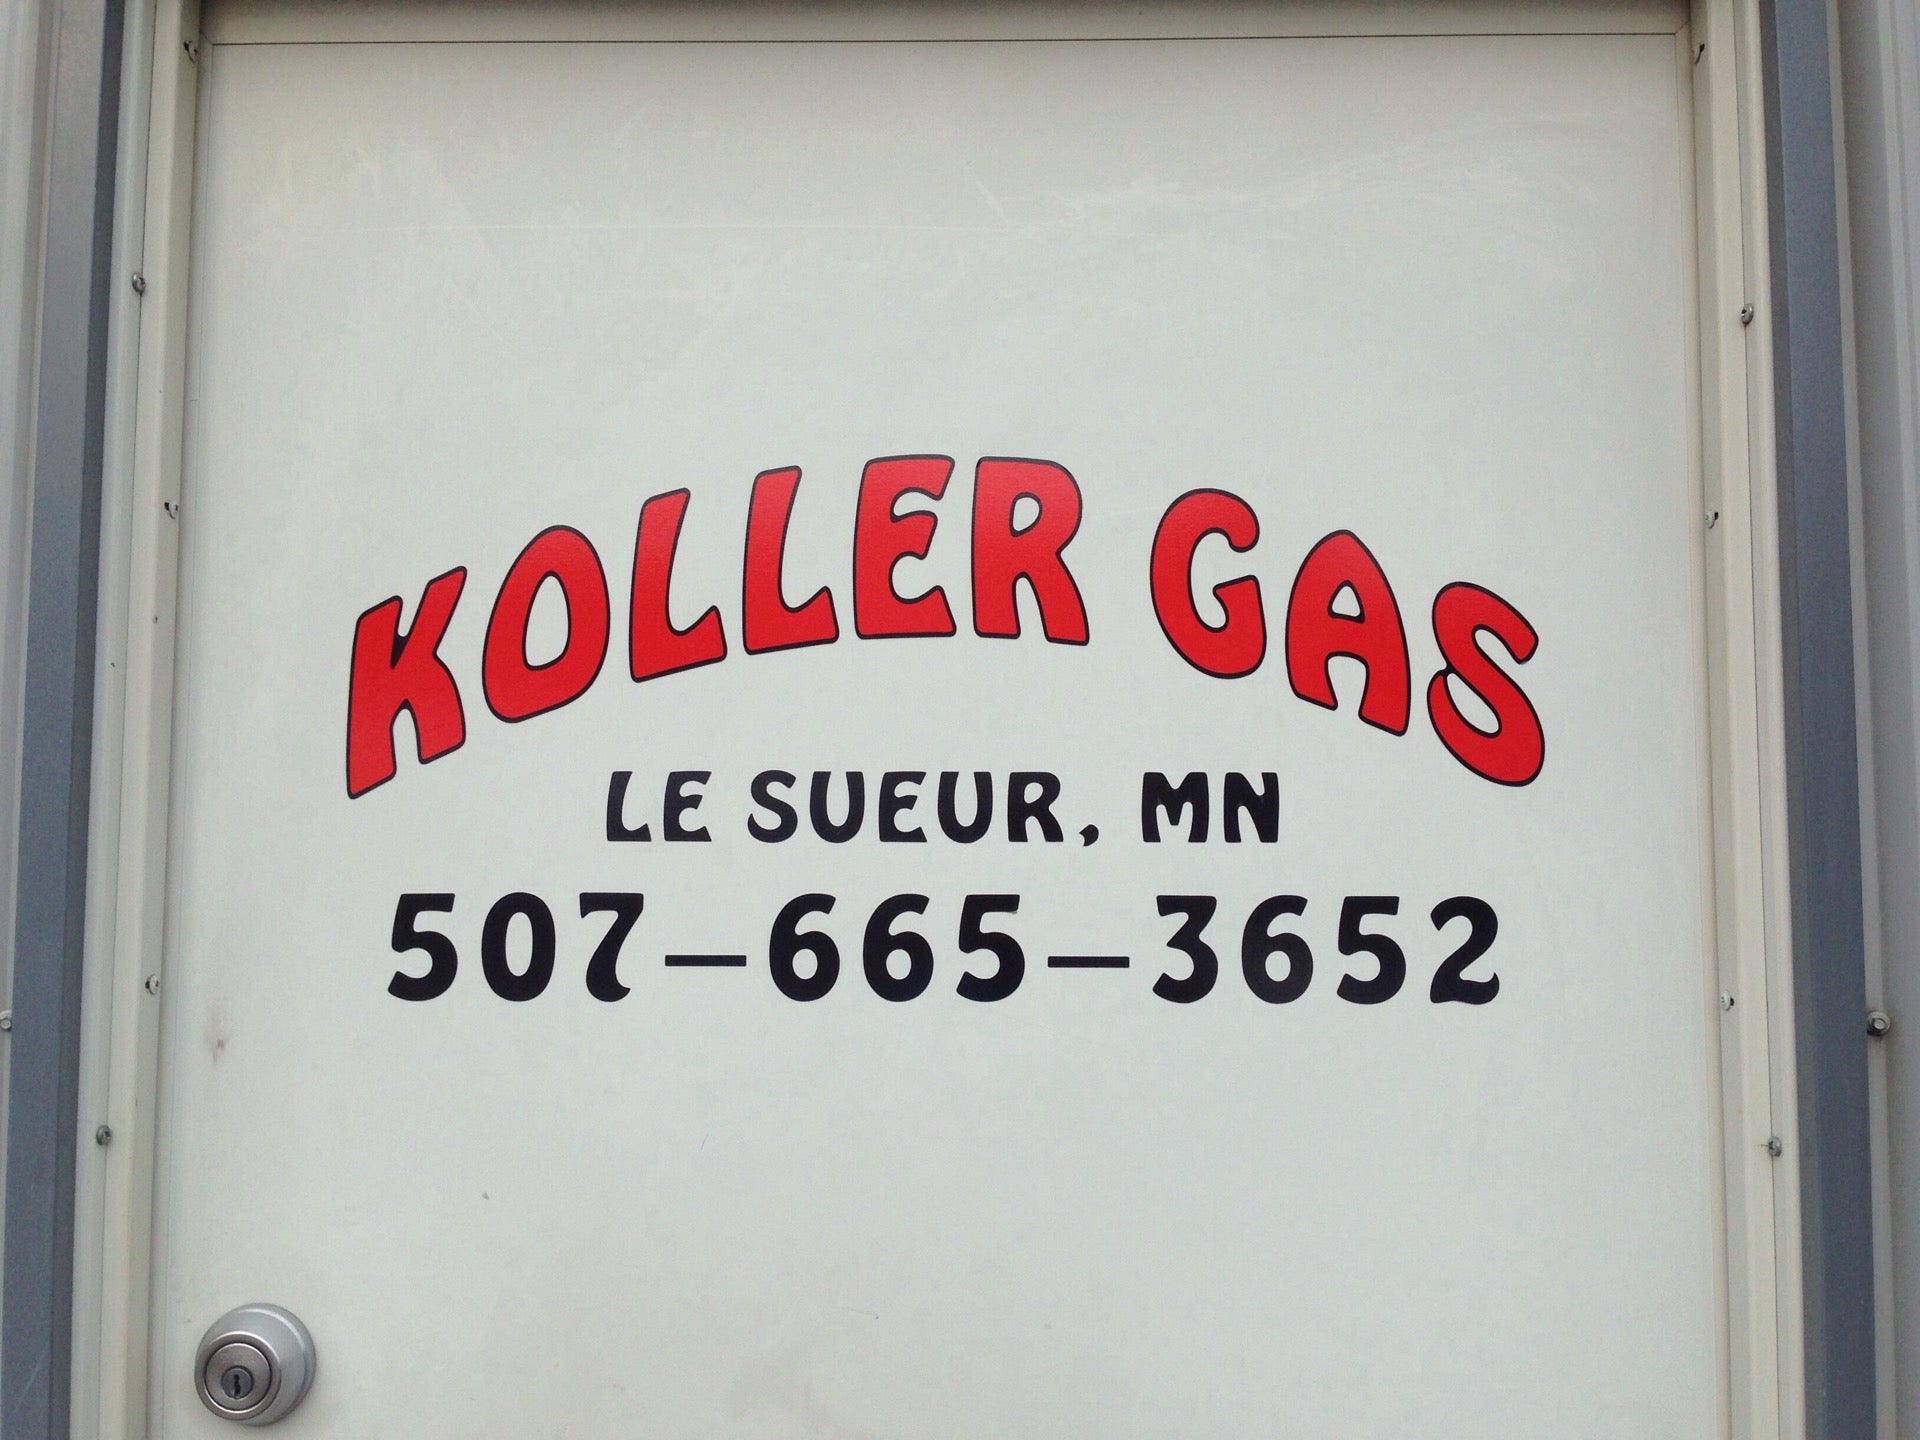 KOLLER GAS
LE SUEUR, MN
507-665-3652